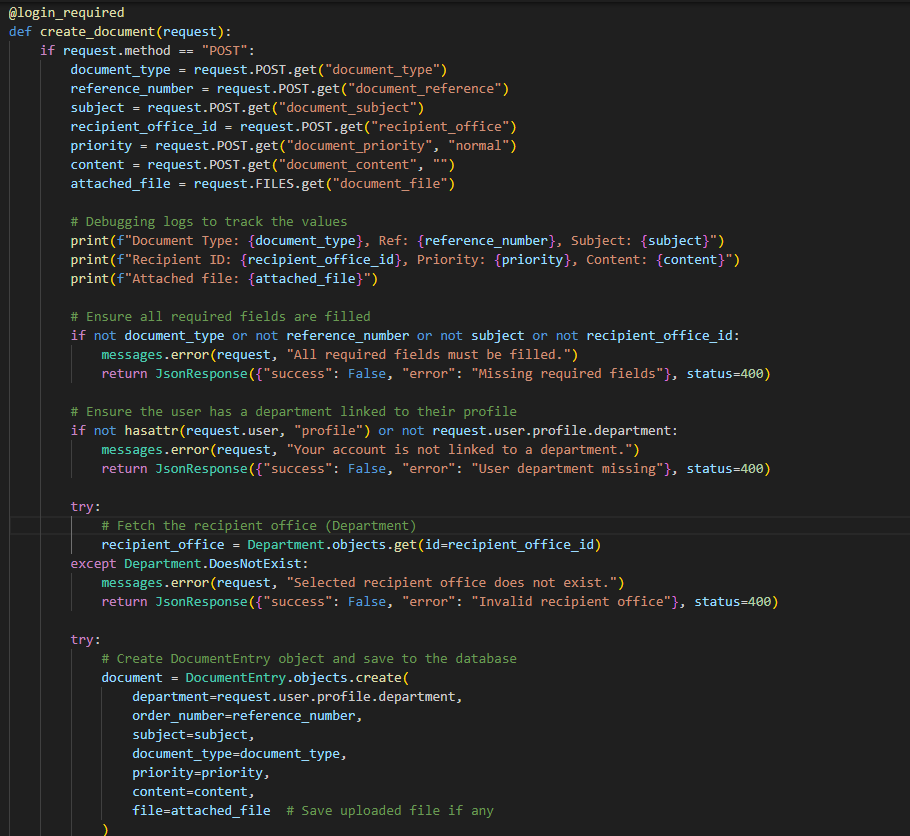 @login_required
def create_document(request):
    if request.method == "POST":
        document_type = request.POST.get("document_type")
        reference_number = request.POST.get("document_reference")
        subject = request.POST.get("document_subject")
        recipient_office_id = request.POST.get("recipient_office")
        priority = request.POST.get("document_priority", "normal")
        content = request.POST.get("document_content", "")
        attached_file = request.FILES.get("document_file")

        # Debugging logs to track the values
        print(f"Document Type: {document_type}, Ref: {reference_number}, Subject: {subject}")
        print(f"Recipient ID: {recipient_office_id}, Priority: {priority}, Content: {content}")
        print(f"Attached file: {attached_file}")

        # Ensure all required fields are filled
        if not document_type or not reference_number or not subject or not recipient_office_id:
            messages.error(request, "All required fields must be filled.")
            return JsonResponse({"success": False, "error": "Missing required fields"}, status=400)

        # Ensure the user has a department linked to their profile
        if not hasattr(request.user, "profile") or not request.user.profile.department:
            messages.error(request, "Your account is not linked to a department.")
            return JsonResponse({"success": False, "error": "User department missing"}, status=400)

        try:
            # Fetch the recipient office (Department)
            recipient_office = Department.objects.get(id=recipient_office_id)
        except Department.DoesNotExist:
            messages.error(request, "Selected recipient office does not exist.")
            return JsonResponse({"success": False, "error": "Invalid recipient office"}, status=400)

        try:
            # Create DocumentEntry object and save to the database
            document = DocumentEntry.objects.create(
                department=request.user.profile.department,
                order_number=reference_number,
                subject=subject,
                document_type=document_type,
                priority=priority,
                content=content,
                file=attached_file  # Save uploaded file if any
            )